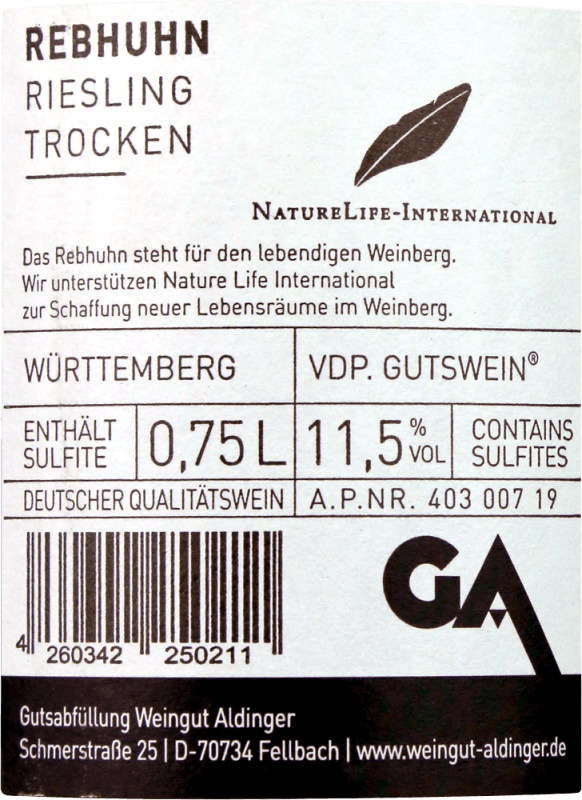 REBHUHN
RIESLING
TROCKEN
NATURELIFE-INTERNATIONAL
Das Rebhuhn steht für den lebendigen Weinberg.
Wir unterstützen Nature Life International
zur Schaffung neuer Lebensräume im Weinberg.
WÜRTTEMBERG
VDP. GUTSWEIN®
ENTHÄLT
SULFITE
0,75 L
11,5 % VOL
CONTAINS
SULFITES
DEUTSCHER QUALITÄTSWEIN
A.P.NR. 403 007 19
GA
4 260342 250211
Gutsabfüllung Weingut Aldinger
Schmerstraße 25 | D-70734 Fellbach | www.weingut-aldinger.de